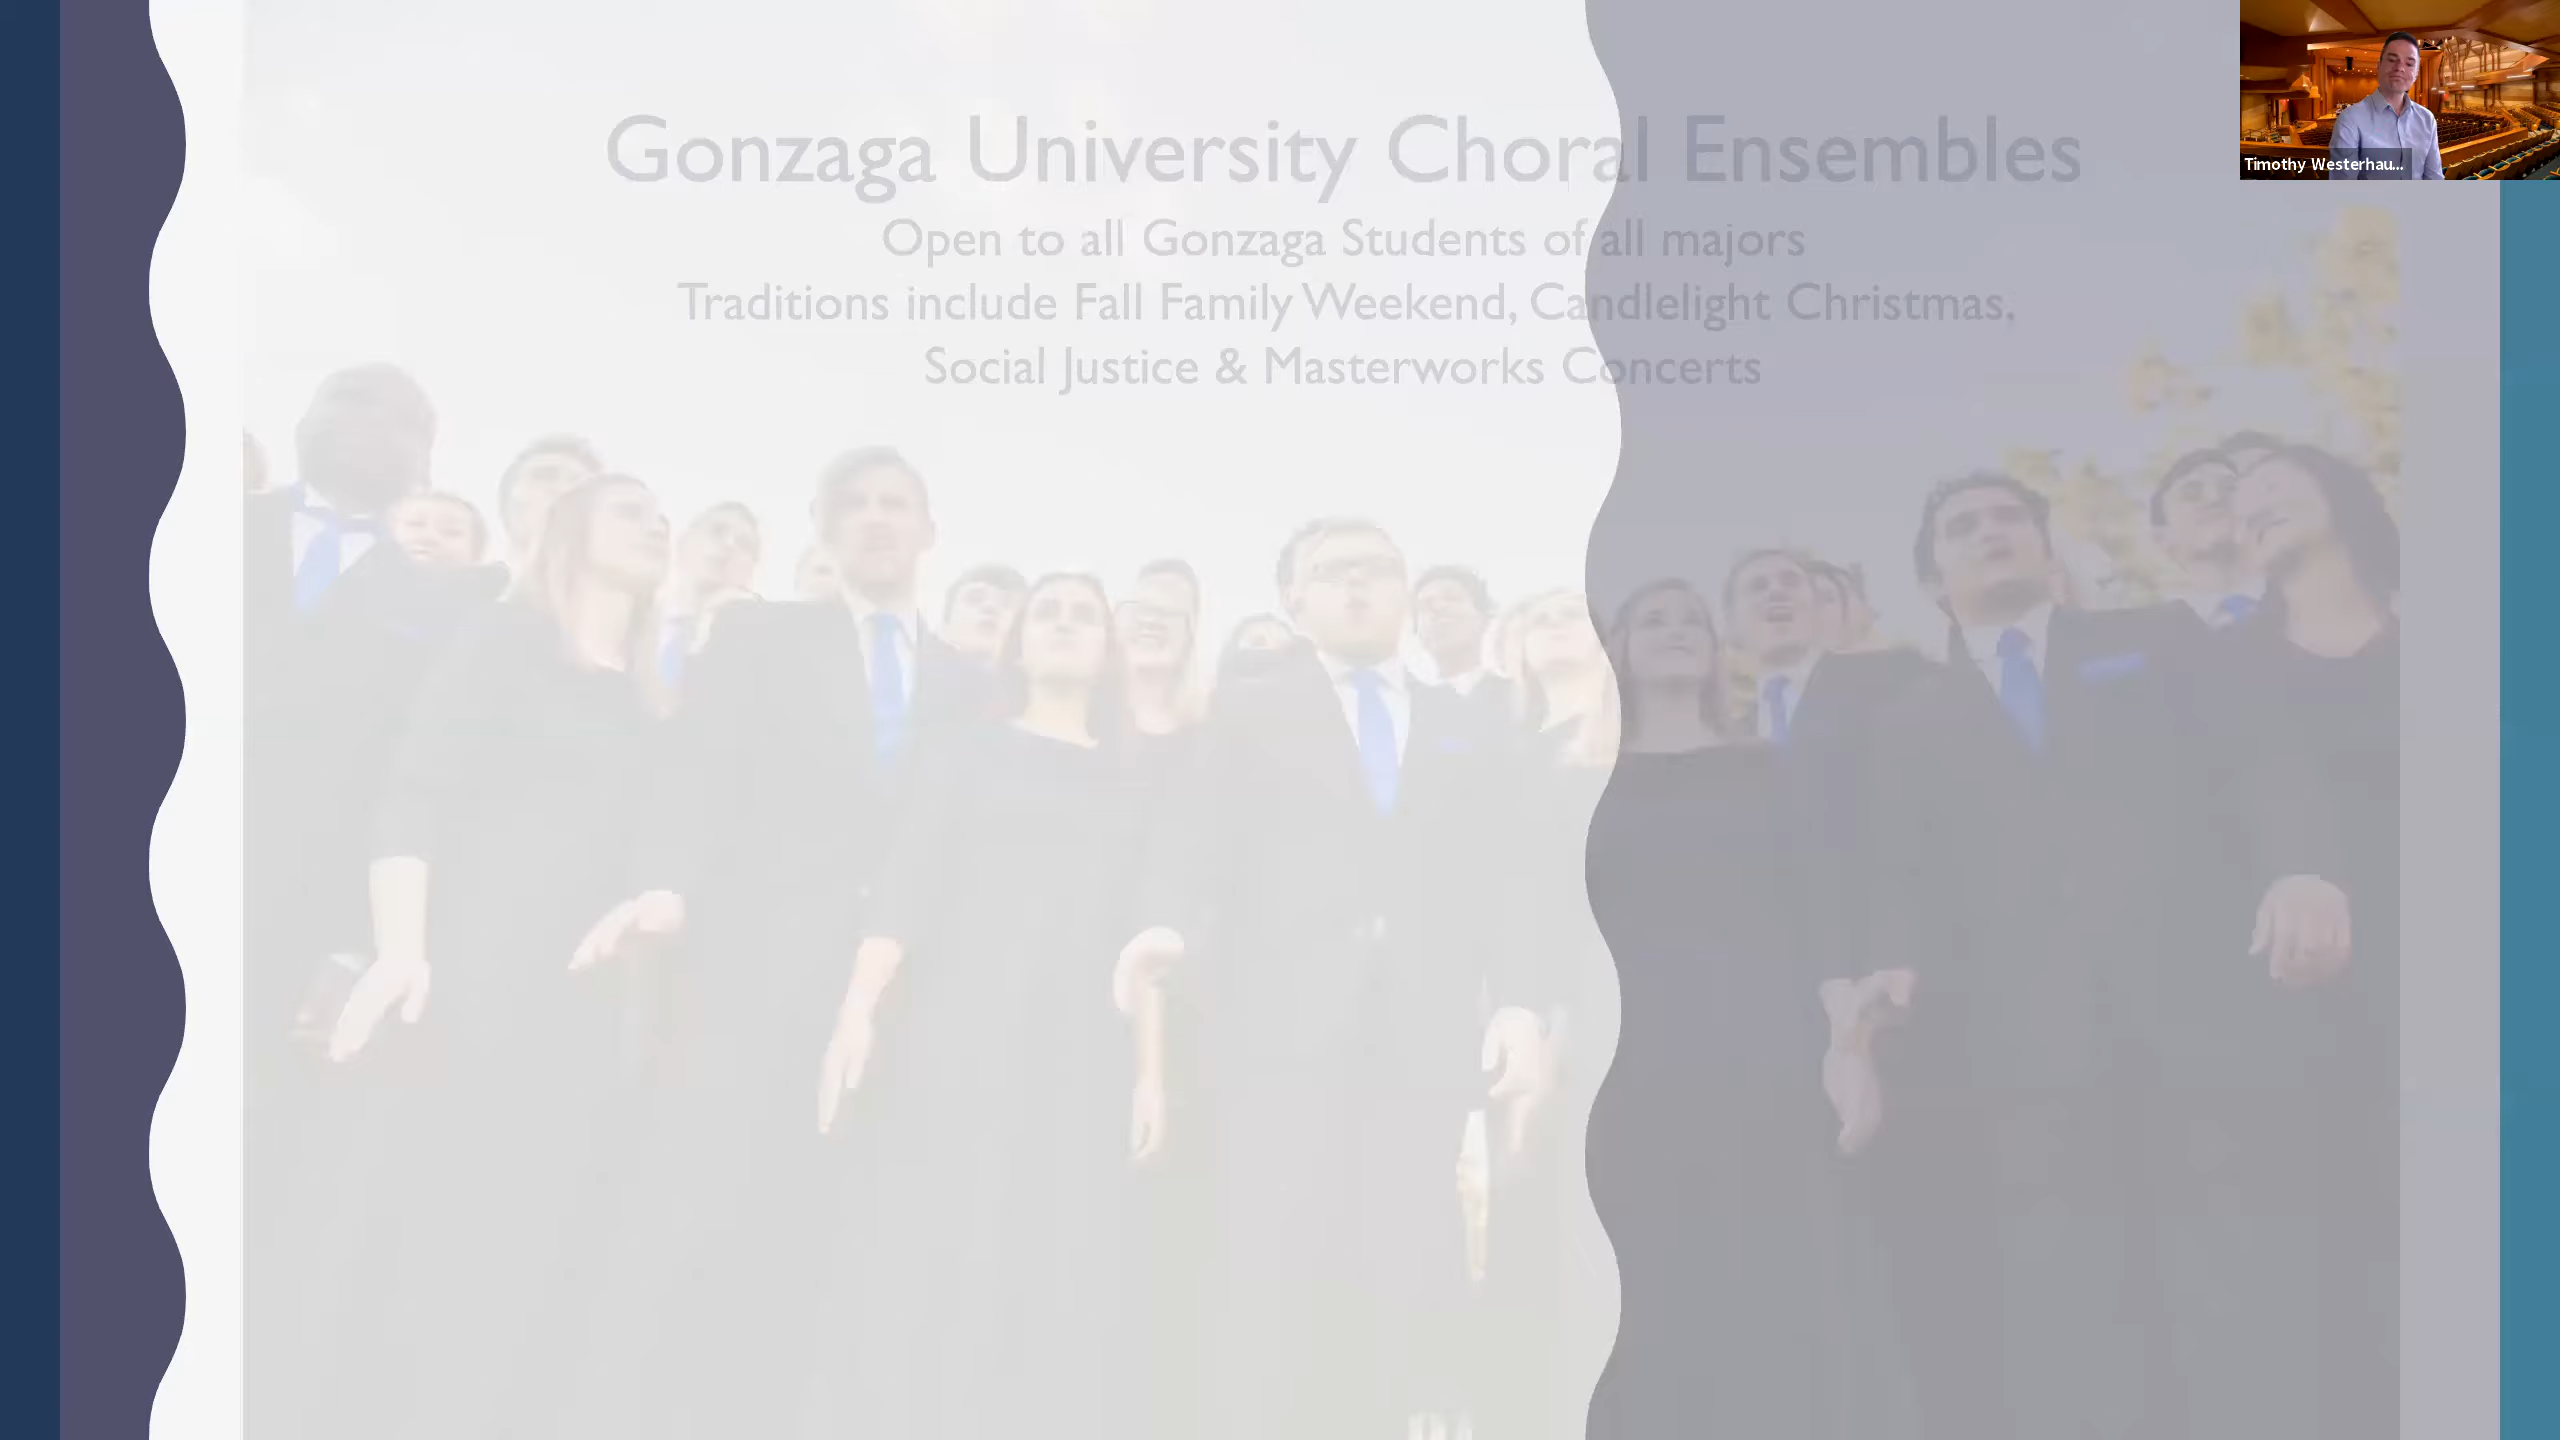 Gonzaga University Choral Ensembles
Open to all Gonzaga Students of all majors
Traditions include Fall Family Weekend, Candlelight Christmas,
Social Justice & Masterworks Concerts
Timothy Westerhau...